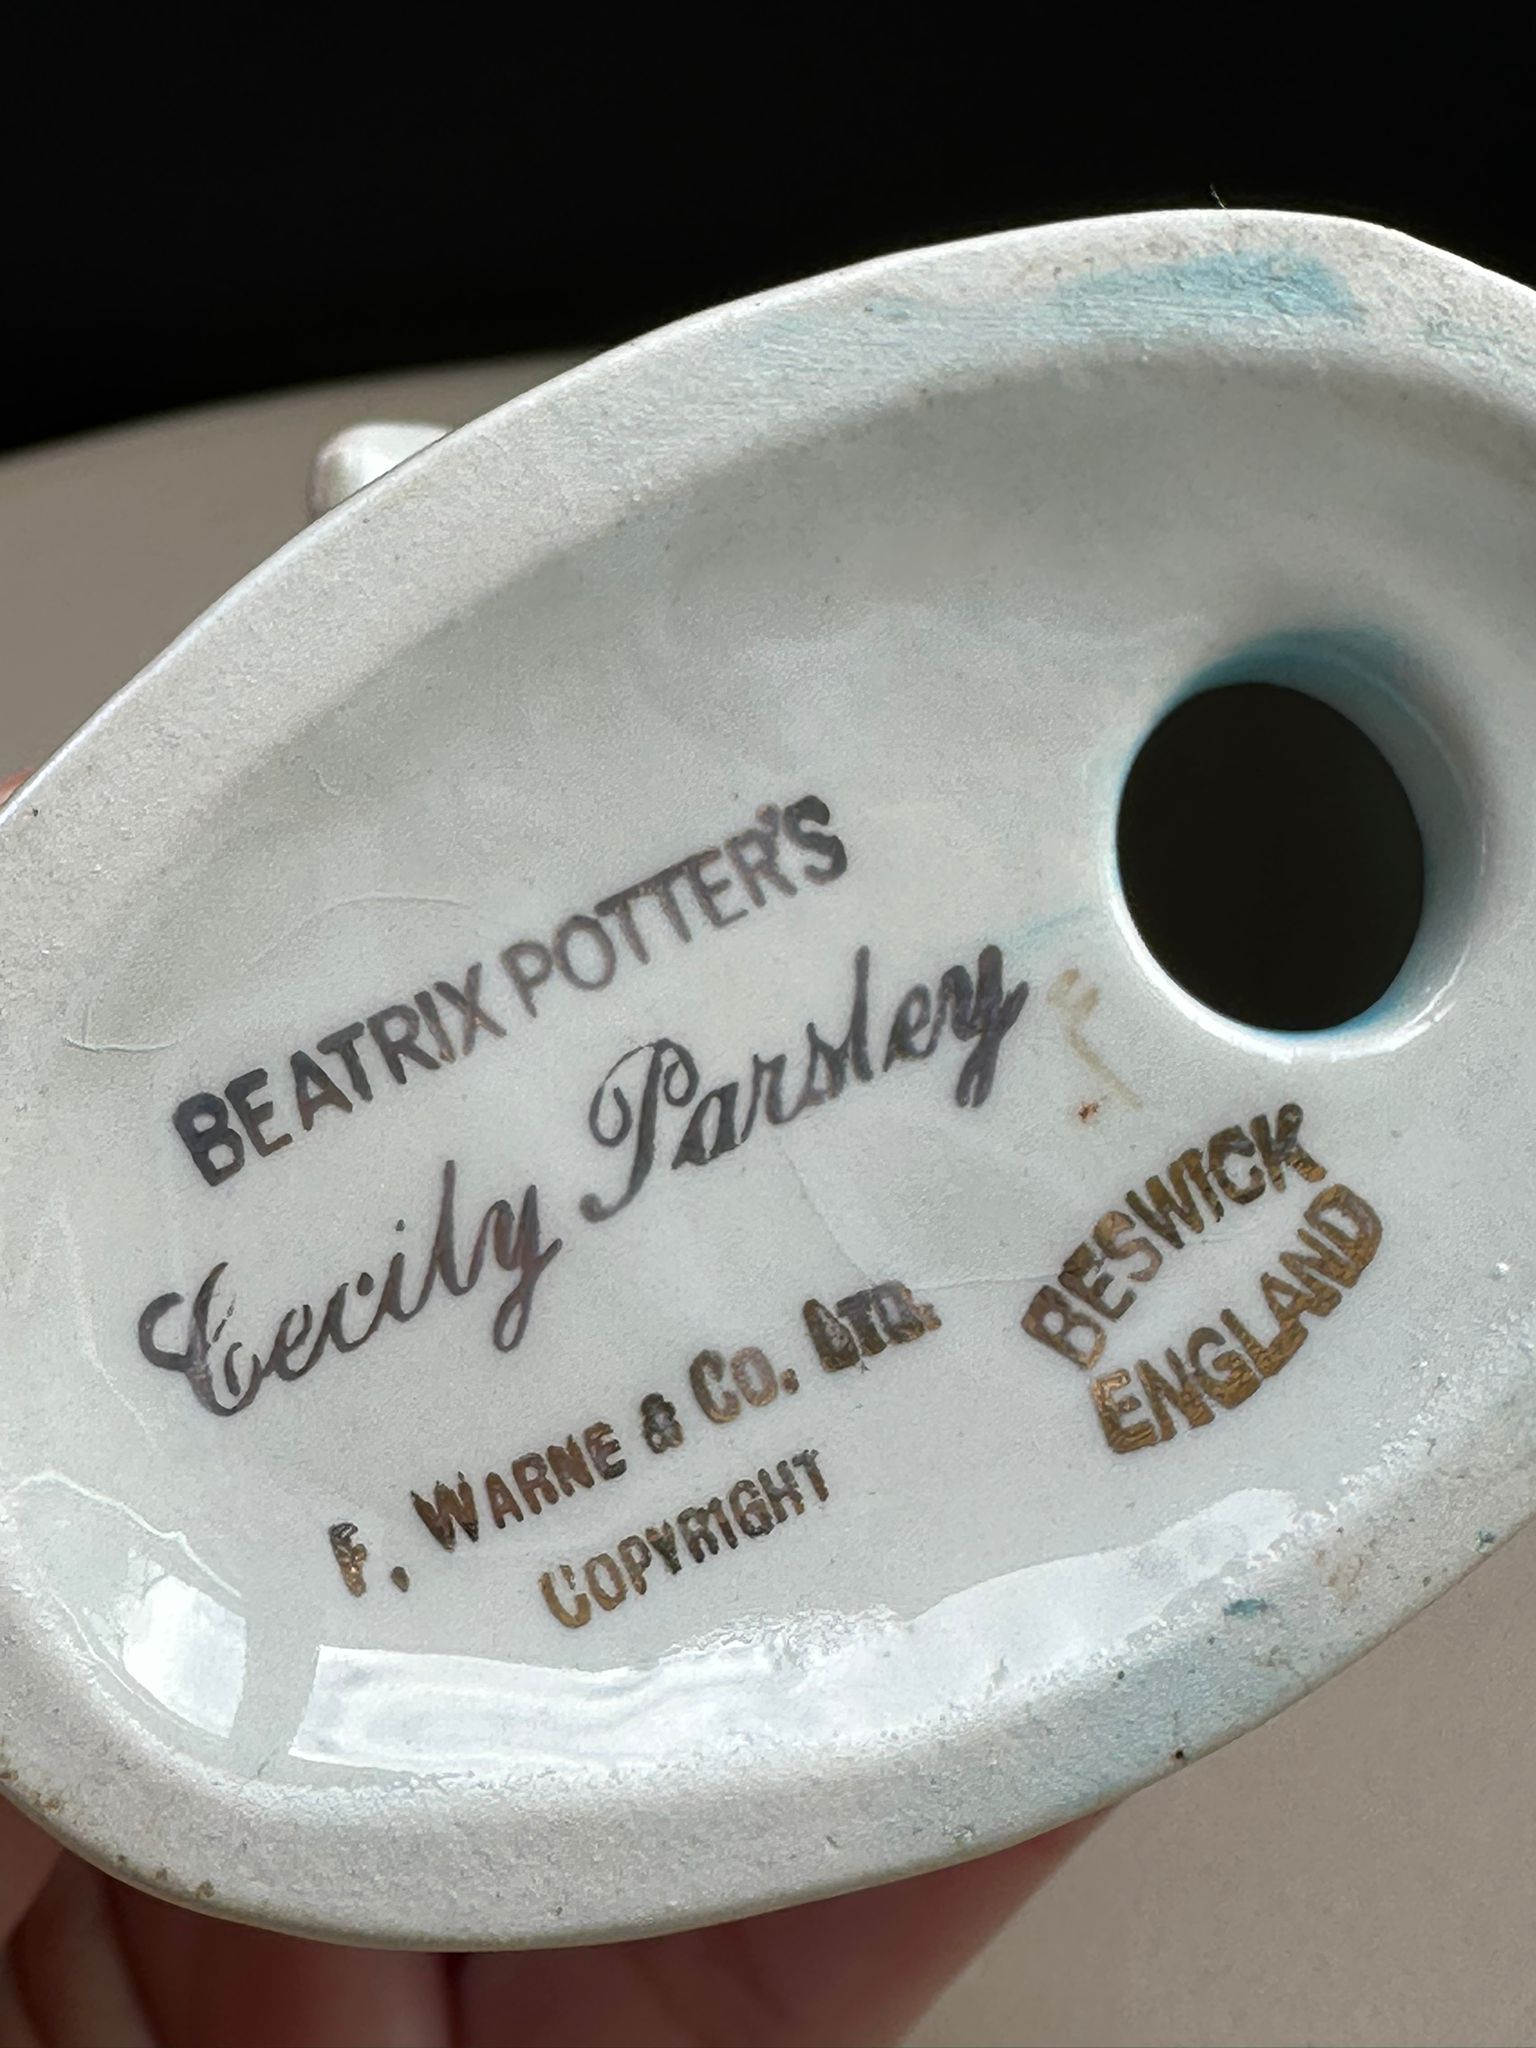 BEATRIX POTTER'S
Cecily Parsley
F. WARNE & Co. LTD.
COPYRIGHT
BESWICK
ENGLAND